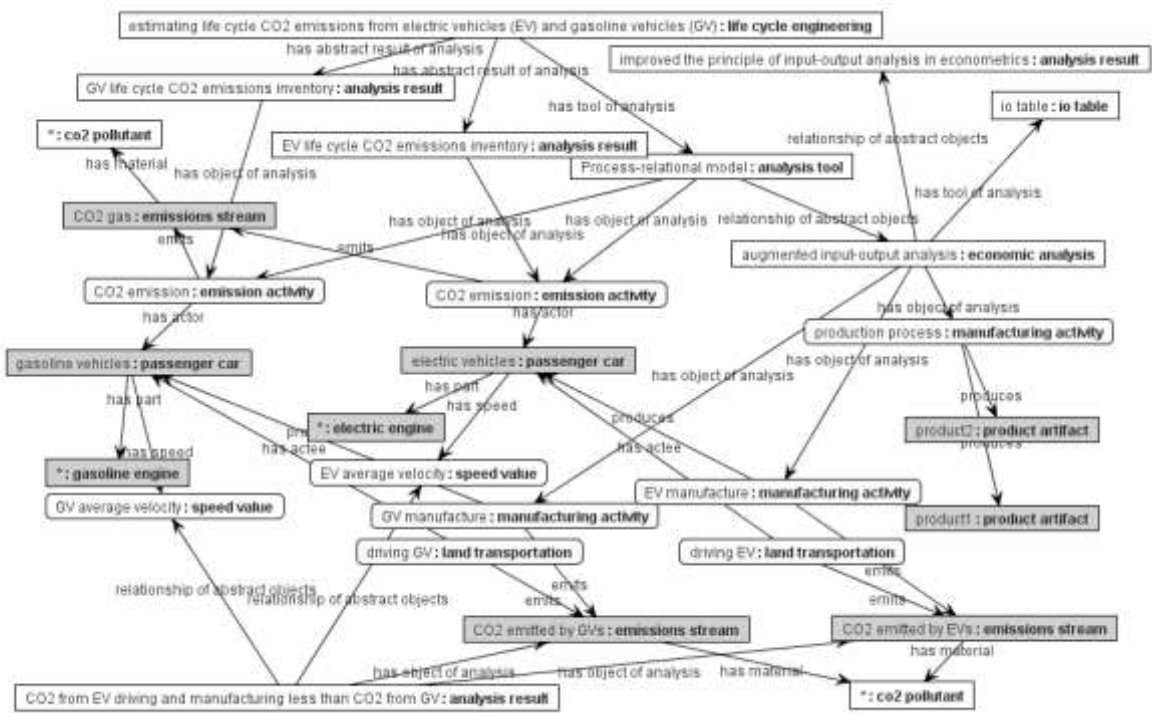 estimating life cycle CO2 emissions from electric vehicles (EV) and gasoline vehicles (GV) : life cycle engineering
has abstract result of analysis
improved the principle of input-output analysis in econometrics : analysis result
has abstract result of analysis
GV life cycle CO2 emissions inventory : analysis result
has tool of analysis
io table : io table
* : co2 pollutant
relationship of abstract objects
EV life cycle CO2 emissions inventory : analysis result
has material
Process-relational model : analysis tool
has object of analysis
has tool of analysis
CO2 gas : emissions stream
has object of analysis
has object of analysis
relationship of abstract objects
has object of analysis
emits
emits
augmented input-output analysis : economic analysis
CO2 emission : emission activity
CO2 emission : emission activity
has object of analysis
has actor
has actor
production process : manufacturing activity
gasoline vehicles : passenger car
electric vehicles : passenger car
has object of analysis
has object of analysis
has part
has part
has speed
produces
produces
* : electric engine
product2 : product artifact
has actee
has actee
produces
has speed
* : gasoline engine
EV average velocity : speed value
EV manufacture : manufacturing activity
GV average velocity : speed value
GV manufacture : manufacturing activity
product1 : product artifact
driving GV : land transportation
driving EV : land transportation
relationship of abstract objects
relationship of abstract objects
emits
emits
emits
emits
CO2 emitted by GVs : emissions stream
CO2 emitted by EVs : emissions stream
has object of analysis
has object of analysis
has material
has material
CO2 from EV driving and manufacturing less than CO2 from GV : analysis result
* : co2 pollutant